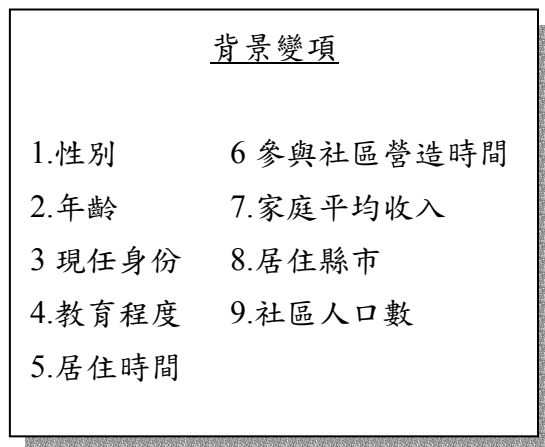 背景變項
1.性別 6 參與社區營造時間
2.年齡 7.家庭平均收入
3 現任身份 8.居住縣市
4.教育程度 9.社區人口數
5.居住時間